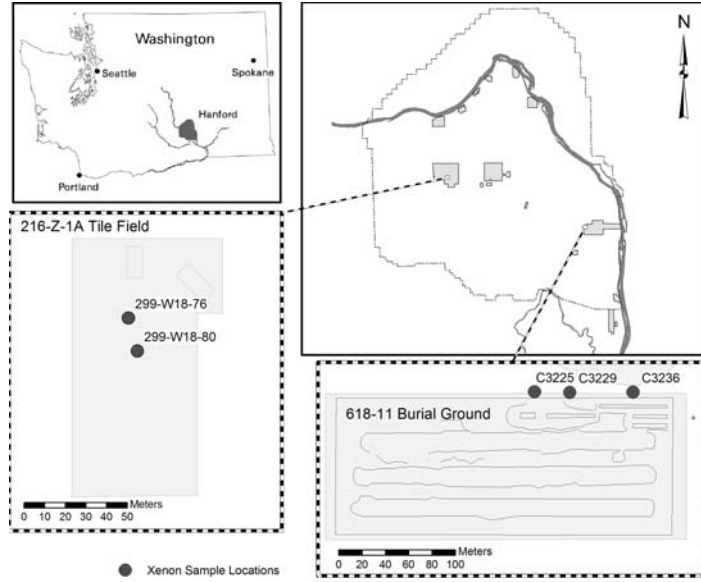 Washington
Seattle
Spokane
Hanford
Portland
N
216-Z-1A Tile Field
299-W18-76
299-W18-80
Meters
0 10 20 30 40 50
C3225 C3229 C3236
618-11 Burial Ground
Meters
0 20 40 60 80 100
Xenon Sample Locations